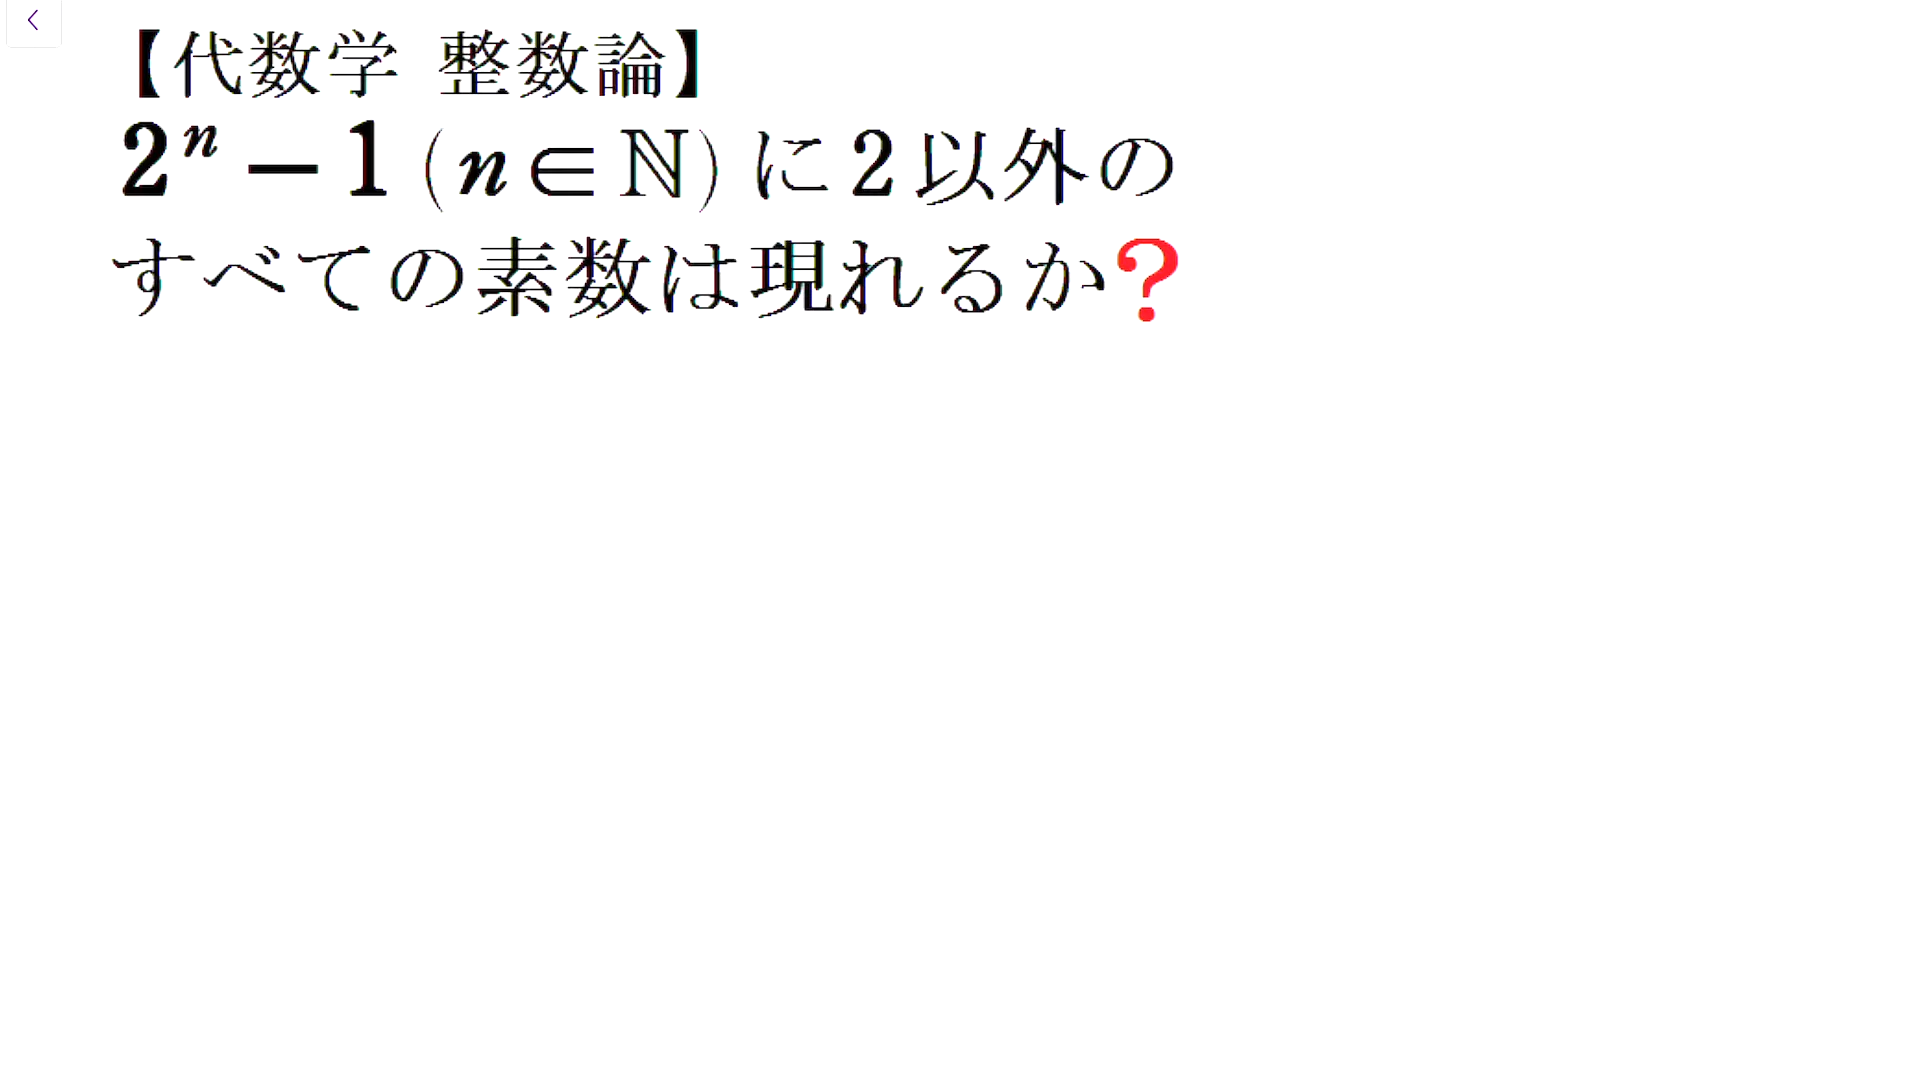 【代数学 整数論】
2ⁿ－1 (n∈ℕ) に2以外の
すべての素数は現れるか?